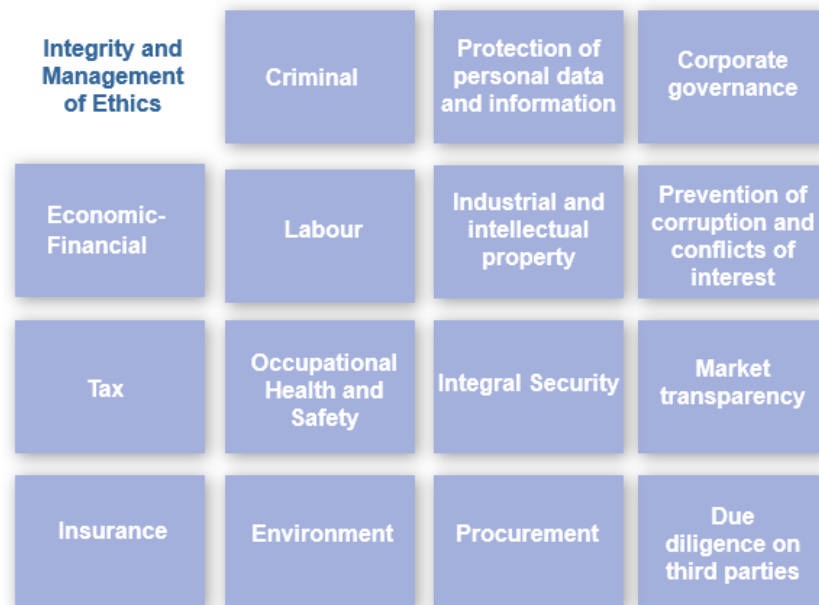 Integrity and
Management
of Ethics
Criminal
Protection of
personal data
and information
Corporate
governance
Economic-
Financial
Labour
Industrial and
intellectual
property
Prevention of
corruption and
conflicts of
interest
Tax
Occupational
Health and
Safety
Integral Security
Market
transparency
Insurance
Environment
Procurement
Due
diligence on
third parties